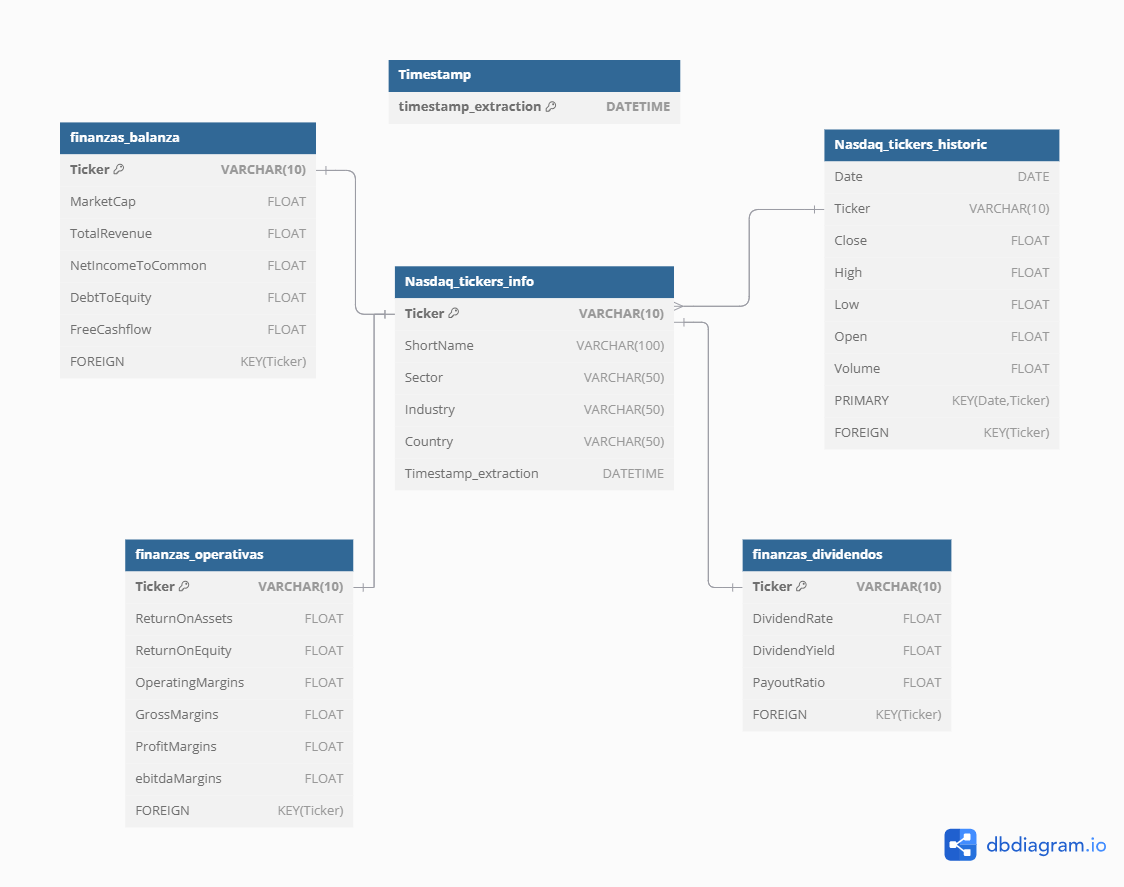 Timestamp
timestamp_extraction DATETIME
finanzas_balanza
Ticker VARCHAR(10)
MarketCap FLOAT
TotalRevenue FLOAT
NetIncomeToCommon FLOAT
DebtToEquity FLOAT
FreeCashflow FLOAT
FOREIGN KEY(Ticker)
Nasdaq_tickers_historic
Date DATE
Ticker VARCHAR(10)
Close FLOAT
High FLOAT
Low FLOAT
Open FLOAT
Volume FLOAT
PRIMARY KEY(Date,Ticker)
FOREIGN KEY(Ticker)
Nasdaq_tickers_info
Ticker VARCHAR(10)
ShortName VARCHAR(100)
Sector VARCHAR(50)
Industry VARCHAR(50)
Country VARCHAR(50)
Timestamp_extraction DATETIME
finanzas_operativas
Ticker VARCHAR(10)
ReturnOnAssets FLOAT
ReturnOnEquity FLOAT
OperatingMargins FLOAT
GrossMargins FLOAT
ProfitMargins FLOAT
ebitdaMargins FLOAT
FOREIGN KEY(Ticker)
finanzas_dividendos
Ticker VARCHAR(10)
DividendRate FLOAT
DividendYield FLOAT
PayoutRatio FLOAT
FOREIGN KEY(Ticker)
dbdiagram.io